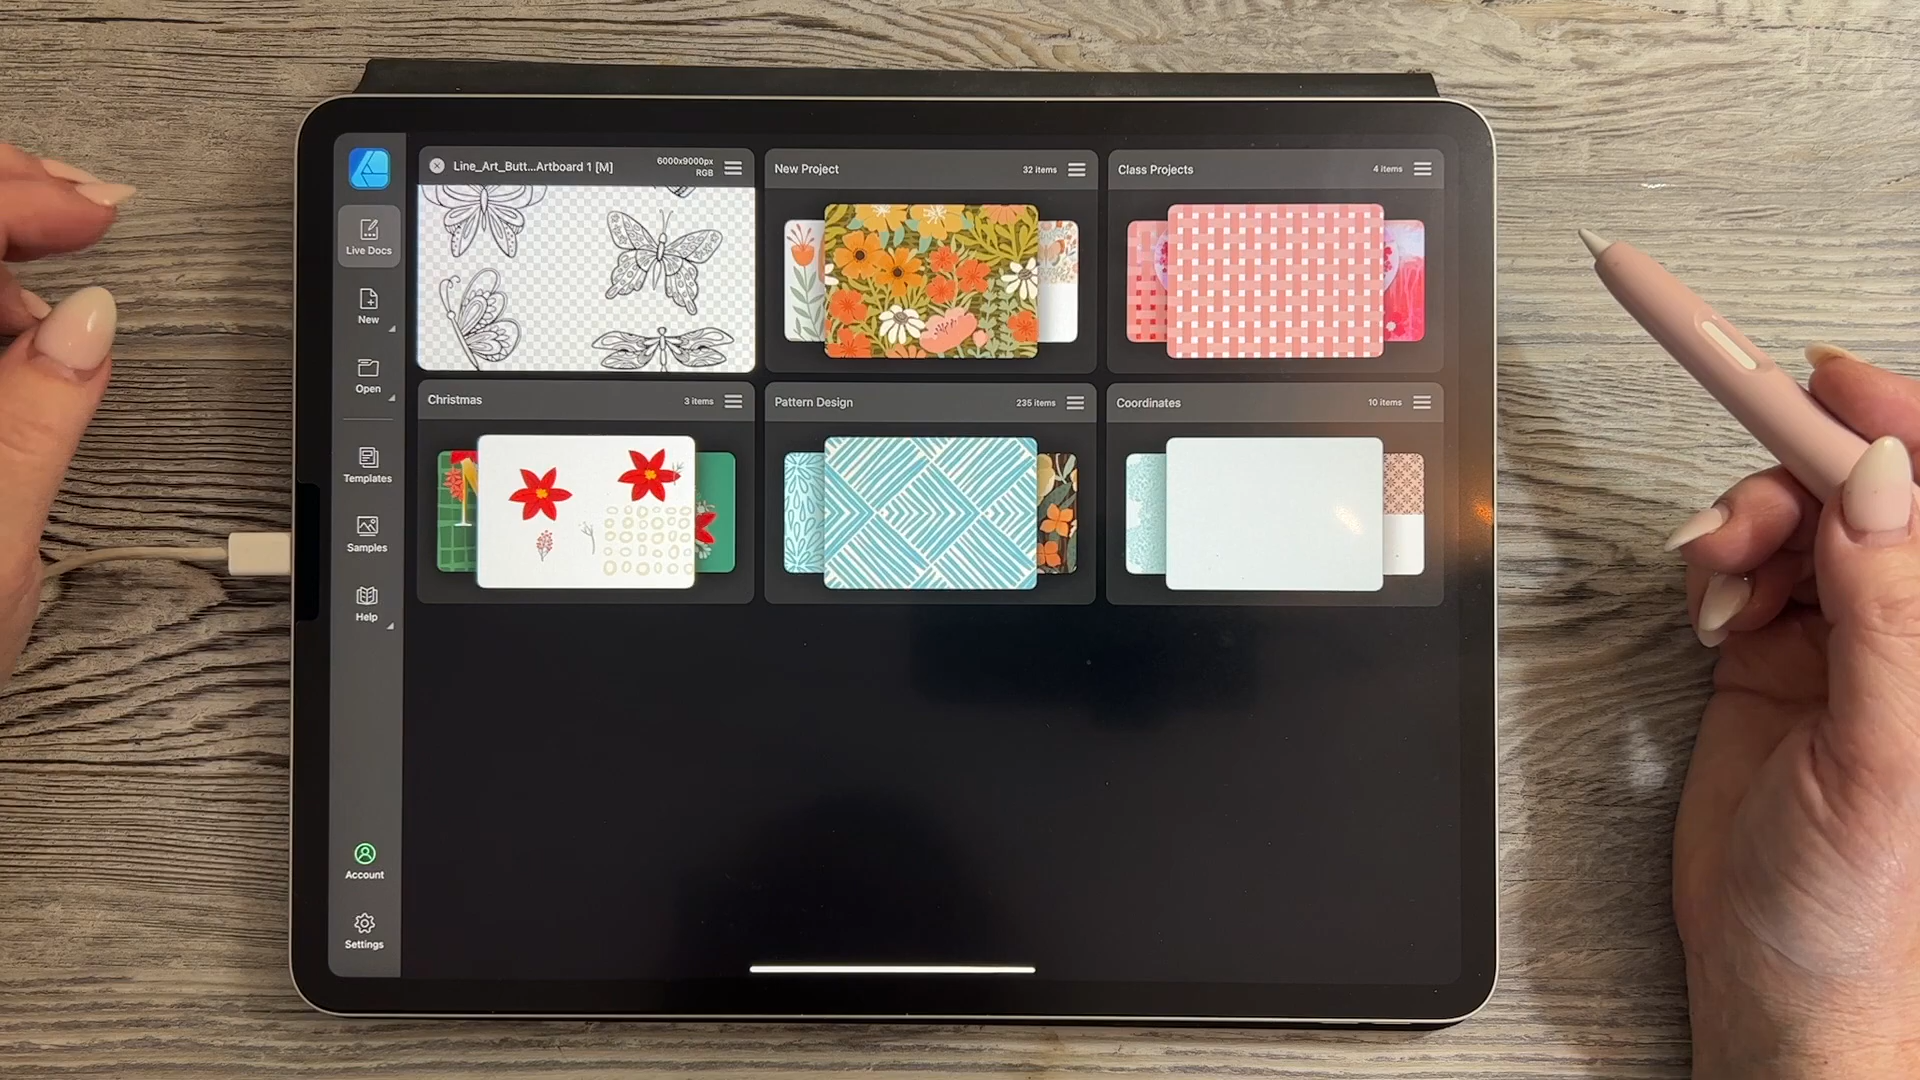 Live Docs
New
Open
Templates
Samples
Help
Account
Settings
Line_Art_Butt...Artboard 1 [M]
6000x9000px
RGB
New Project
32 items
Class Projects
4 items
Christmas
3 items
Pattern Design
235 items
Coordinates
10 items